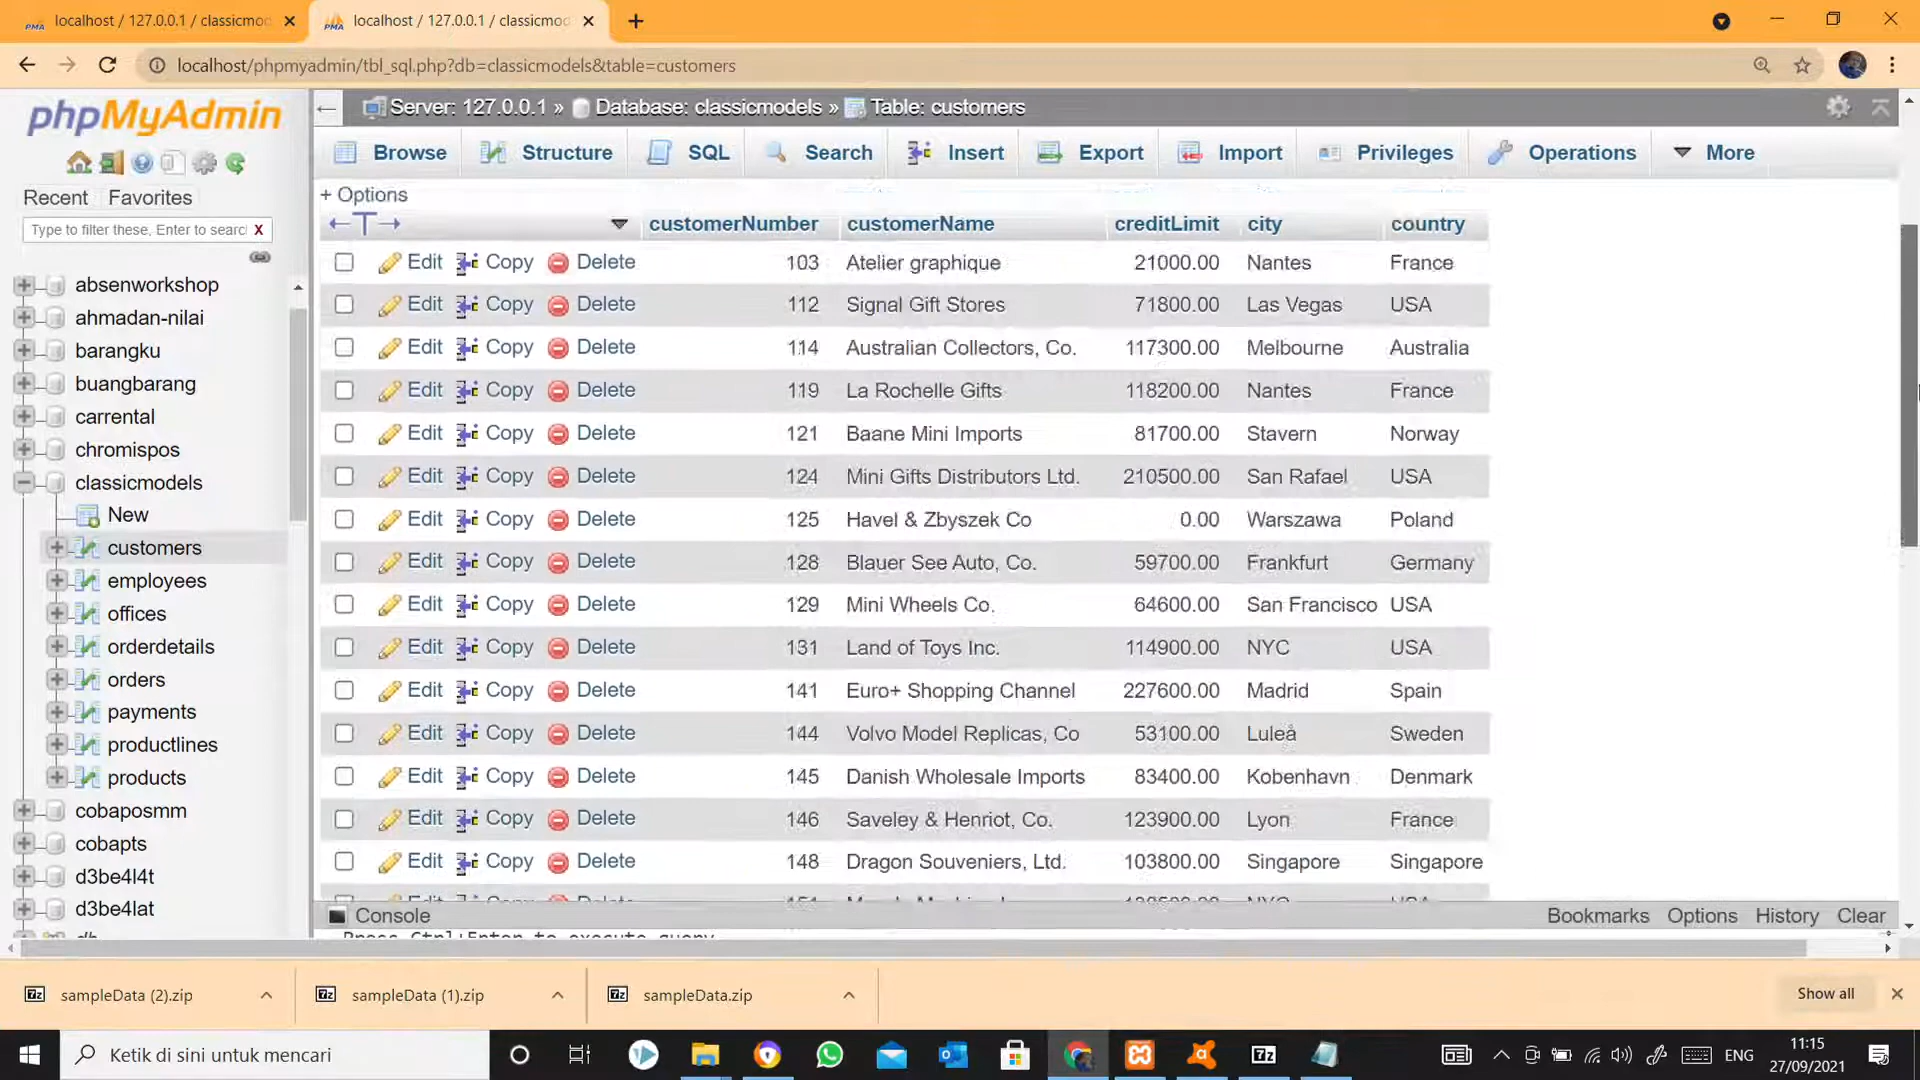 localhost / 127.0.0.1 / classicmode
localhost / 127.0.0.1 / classicmod
localhost/phpmyadmin/tbl_sql.php?db=classicmodels&table=customers
phpMyAdmin
Recent Favorites
Type to filter these, Enter to searcl X
absenworkshop
ahmadan-nilai
barangku
buangbarang
carrental
chromispos
classicmodels
New
customers
employees
offices
orderdetails
orders
payments
productlines
products
cobaposmm
cobapts
d3be4l4t
d3be4lat
Server: 127.0.0.1 » Database: classicmodels » Table: customers
Browse Structure SQL Search Insert Export Import Privileges Operations More
+ Options
customerNumber customerName creditLimit city country
Edit Copy Delete 103 Atelier graphique 21000.00 Nantes France
Edit Copy Delete 112 Signal Gift Stores 71800.00 Las Vegas USA
Edit Copy Delete 114 Australian Collectors, Co. 117300.00 Melbourne Australia
Edit Copy Delete 119 La Rochelle Gifts 118200.00 Nantes France
Edit Copy Delete 121 Baane Mini Imports 81700.00 Stavern Norway
Edit Copy Delete 124 Mini Gifts Distributors Ltd. 210500.00 San Rafael USA
Edit Copy Delete 125 Havel & Zbyszek Co 0.00 Warszawa Poland
Edit Copy Delete 128 Blauer See Auto, Co. 59700.00 Frankfurt Germany
Edit Copy Delete 129 Mini Wheels Co. 64600.00 San Francisco USA
Edit Copy Delete 131 Land of Toys Inc. 114900.00 NYC USA
Edit Copy Delete 141 Euro+ Shopping Channel 227600.00 Madrid Spain
Edit Copy Delete 144 Volvo Model Replicas, Co 53100.00 Luleå Sweden
Edit Copy Delete 145 Danish Wholesale Imports 83400.00 Kobenhavn Denmark
Edit Copy Delete 146 Saveley & Henriot, Co. 123900.00 Lyon France
Edit Copy Delete 148 Dragon Souveniers, Ltd. 103800.00 Singapore Singapore
Console Bookmarks Options History Clear
Press Ctrl+Enter to execute query
sampleData (2).zip sampleData (1).zip sampleData.zip Show all
Ketik di sini untuk mencari
ENG
11:15
27/09/2021